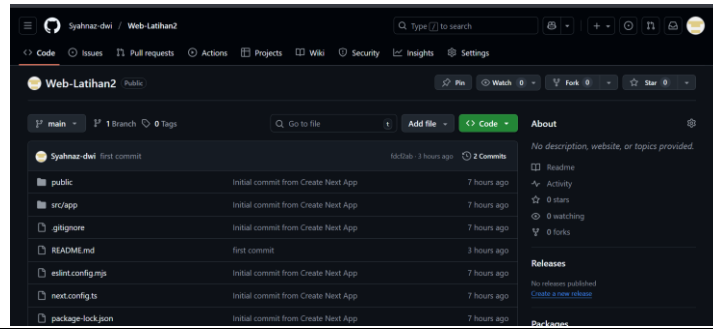 Syahnaz-dwi / Web-Latihan2
Type / to search
Code Issues Pull requests Actions Projects Wiki Security Insights Settings
Web-Latihan2 Public
Pin Watch 0 Fork 0 Star 0
main 1 Branch 0 Tags
Go to file t
Add file Code
About
No description, website, or topics provided.
Syahnaz-dwi first commit
3 hours ago 2 Commits
public Initial commit from Create Next App 7 hours ago
src/app Initial commit from Create Next App 7 hours ago
.gitignore Initial commit from Create Next App 7 hours ago
README.md first commit 3 hours ago
eslint.config.mjs Initial commit from Create Next App 7 hours ago
next.config.ts Initial commit from Create Next App 7 hours ago
package-lock.json Initial commit from Create Next App 7 hours ago
Readme
Activity
0 stars
0 watching
0 forks
Releases
No releases published
Create a new release
Packages